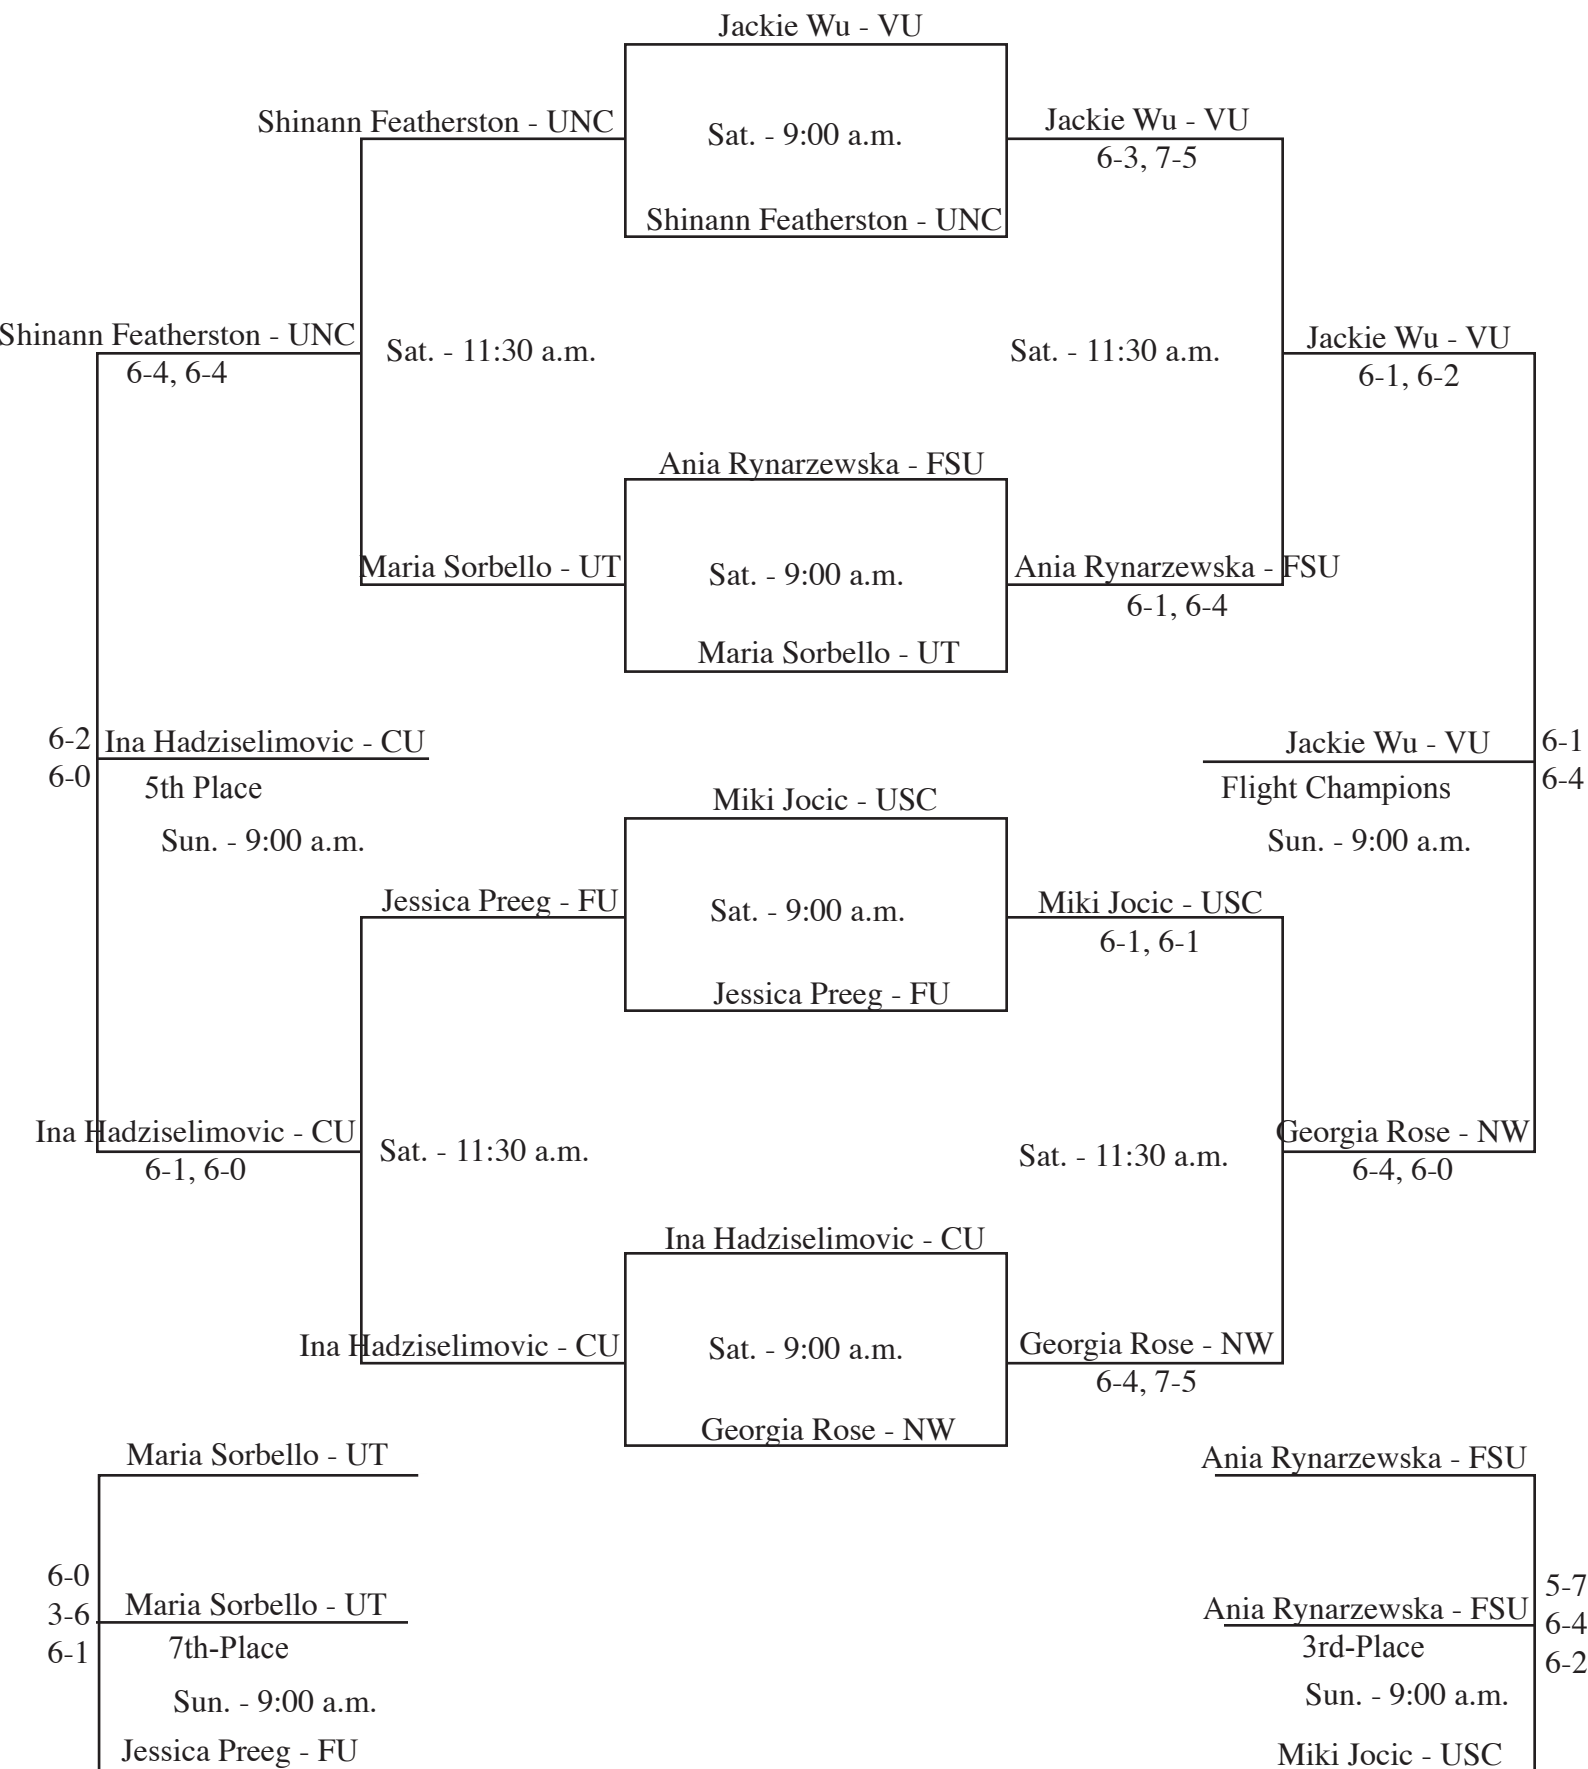 Jackie Wu - VU
Shinann Featherston - UNC
Sat. - 9:00 a.m.
Jackie Wu - VU
6-3, 7-5
Shinann Featherston - UNC
Shinann Featherston - UNC
6-4, 6-4
Sat. - 11:30 a.m.
Sat. - 11:30 a.m.
Jackie Wu - VU
6-1, 6-2
Ania Rynarzewska - FSU
Maria Sorbello - UT
Sat. - 9:00 a.m.
Ania Rynarzewska - FSU
6-1, 6-4
Maria Sorbello - UT
6-2
6-0
Ina Hadziselimovic - CU
5th Place
Sun. - 9:00 a.m.
Jackie Wu - VU
Flight Champions
Sun. - 9:00 a.m.
6-1
6-4
Miki Jocic - USC
Jessica Preeg - FU
Sat. - 9:00 a.m.
Miki Jocic - USC
6-1, 6-1
Jessica Preeg - FU
Ina Hadziselimovic - CU
6-1, 6-0
Sat. - 11:30 a.m.
Sat. - 11:30 a.m.
Georgia Rose - NW
6-4, 6-0
Ina Hadziselimovic - CU
Ina Hadziselimovic - CU
Sat. - 9:00 a.m.
Georgia Rose - NW
6-4, 7-5
Georgia Rose - NW
Maria Sorbello - UT
6-0
3-6
6-1
Maria Sorbello - UT
7th-Place
Sun. - 9:00 a.m.
Jessica Preeg - FU
Ania Rynarzewska - FSU
Ania Rynarzewska - FSU
5-7
6-4
6-2
3rd-Place
Sun. - 9:00 a.m.
Miki Jocic - USC